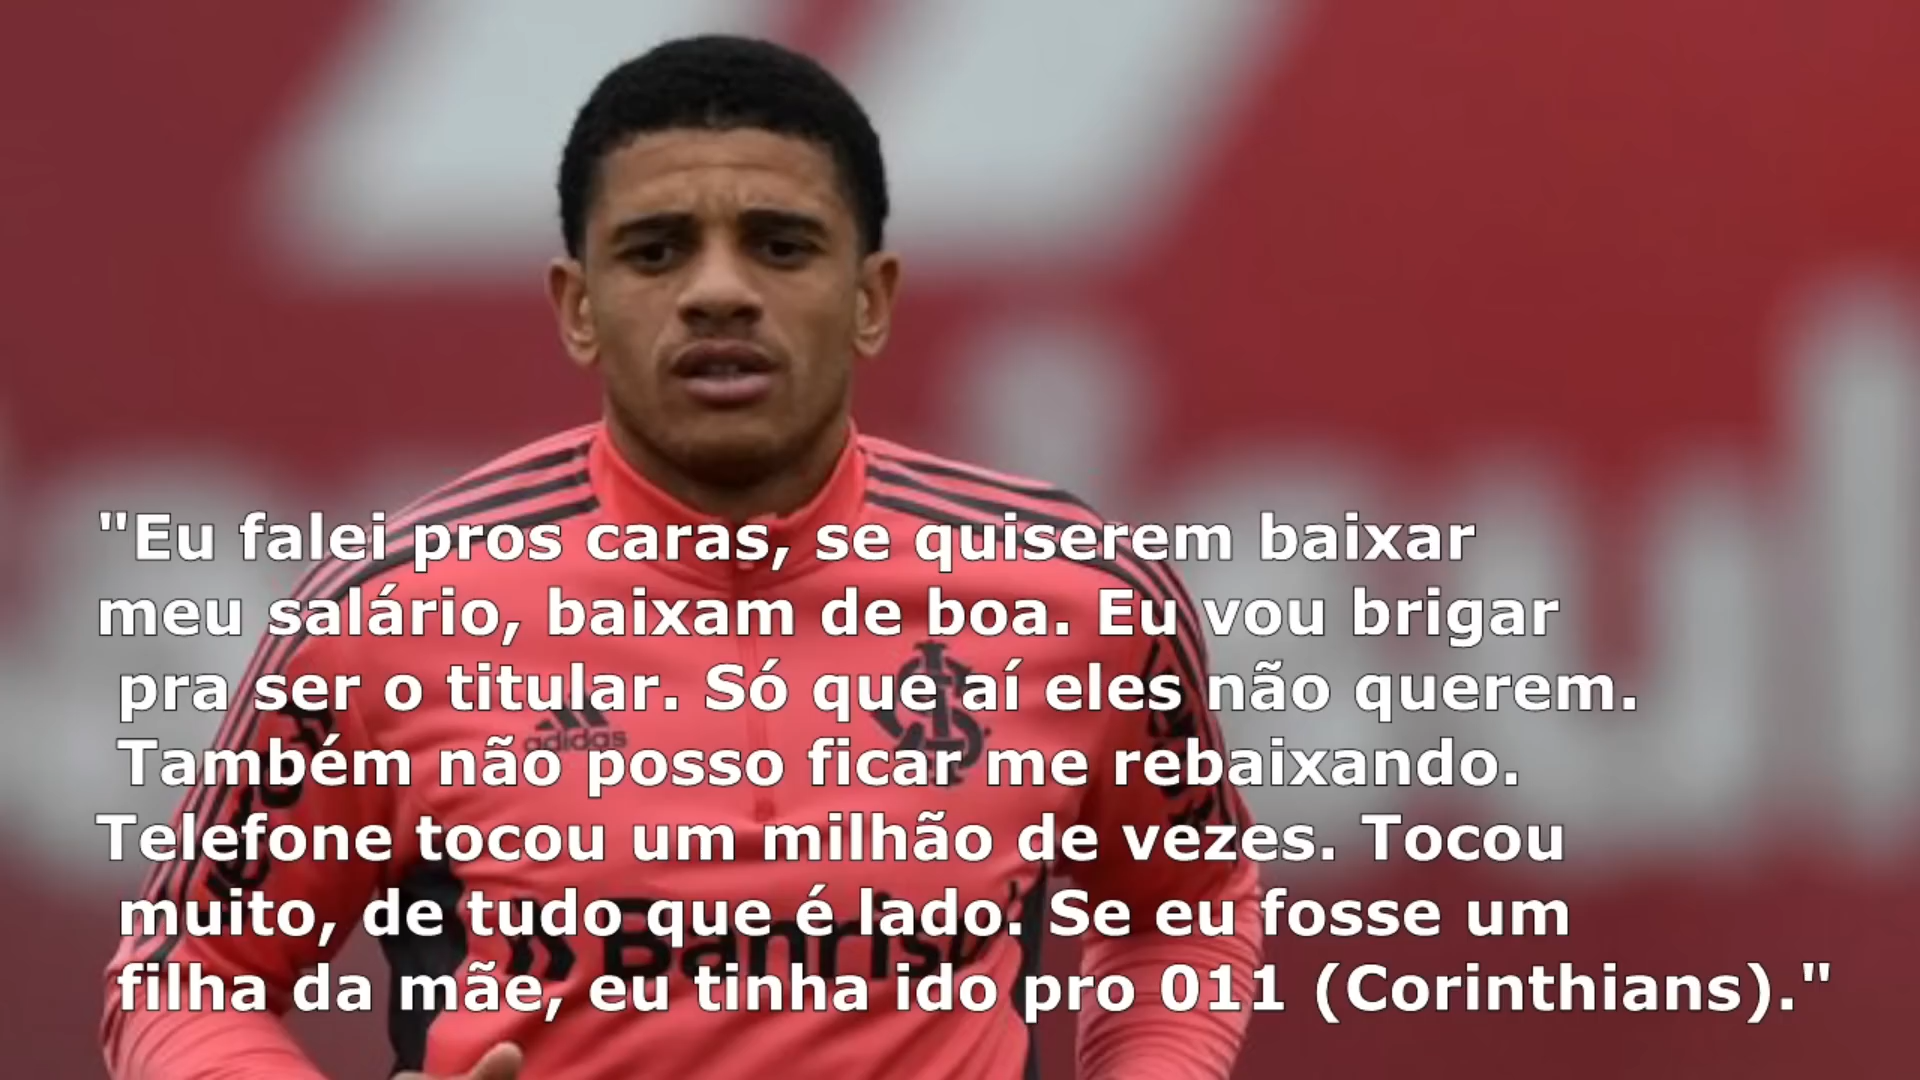 "Eu falei pros caras, se quiserem baixar
meu salário, baixam de boa. Eu vou brigar
pra ser o titular. Só que aí eles não querem.
Também não posso ficar me rebaixando.
Telefone tocou um milhão de vezes. Tocou
muito, de tudo que é lado. Se eu fosse um
filha da mãe, eu tinha ido pro 011 (Corinthians)."
adidas